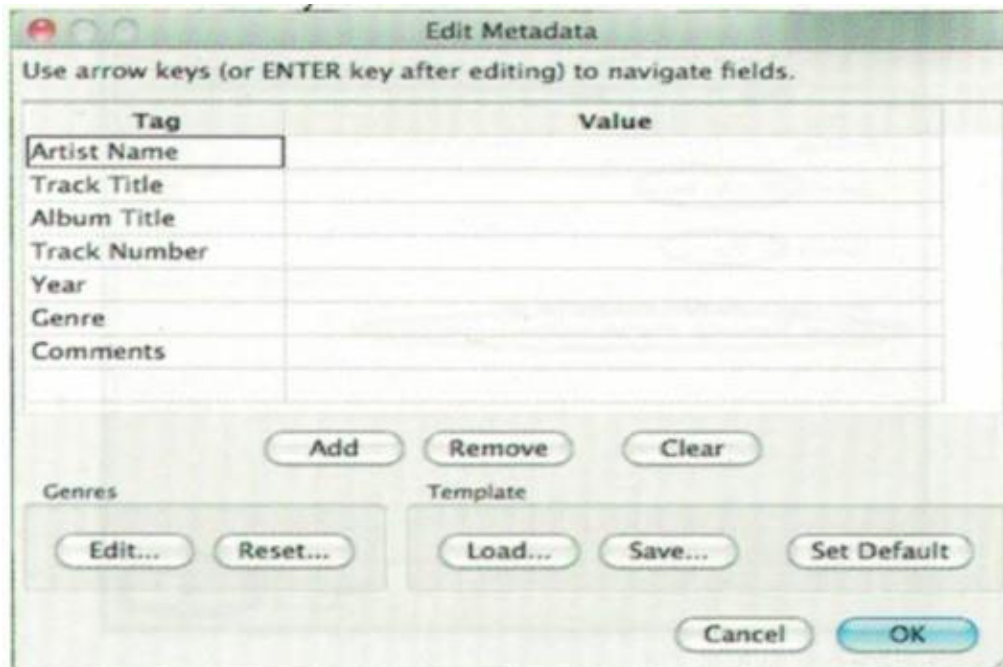 Edit Metadata
Use arrow keys (or ENTER key after editing) to navigate fields.
Tag Value
Artist Name
Track Title
Album Title
Track Number
Year
Genre
Comments
Add Remove Clear
Genres Template
Edit... Reset... Load... Save... Set Default
Cancel OK